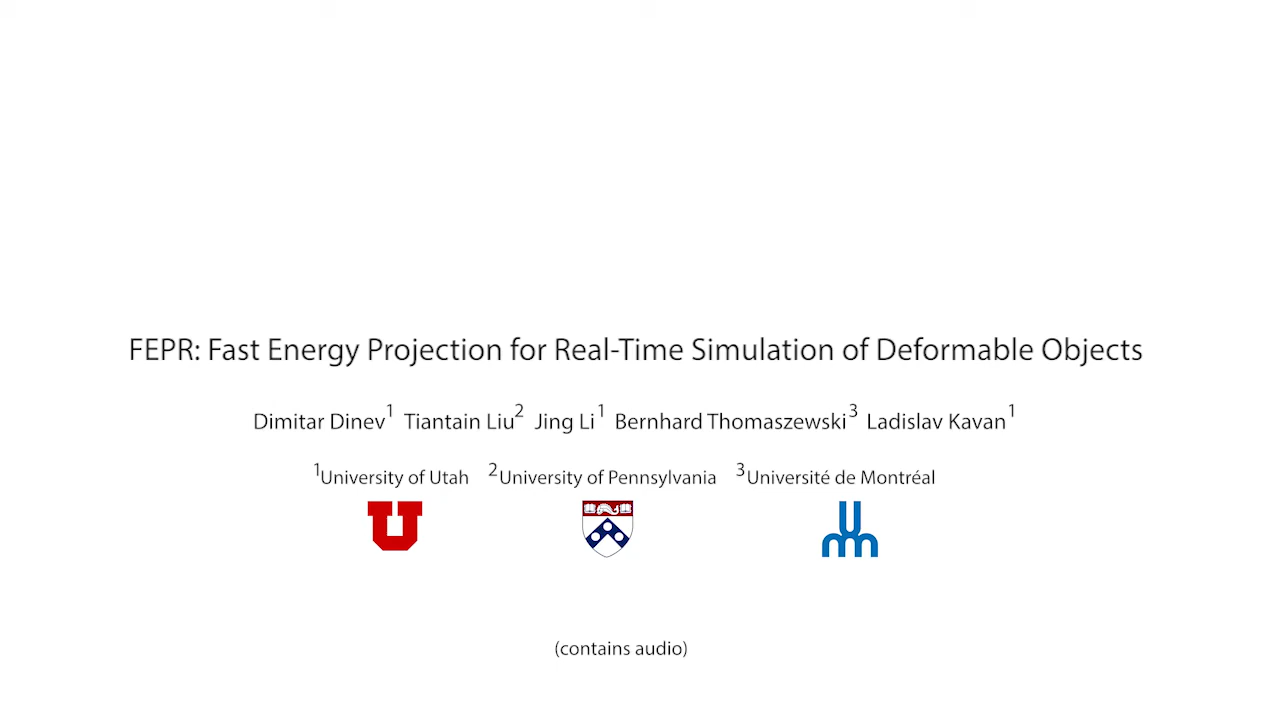 FEPR: Fast Energy Projection for Real-Time Simulation of Deformable Objects
Dimitar Dinev1 Tiantain Liu2 Jing Li1 Bernhard Thomaszewski3 Ladislav Kavan1
1University of Utah 2University of Pennsylvania 3Université de Montréal
(contains audio)